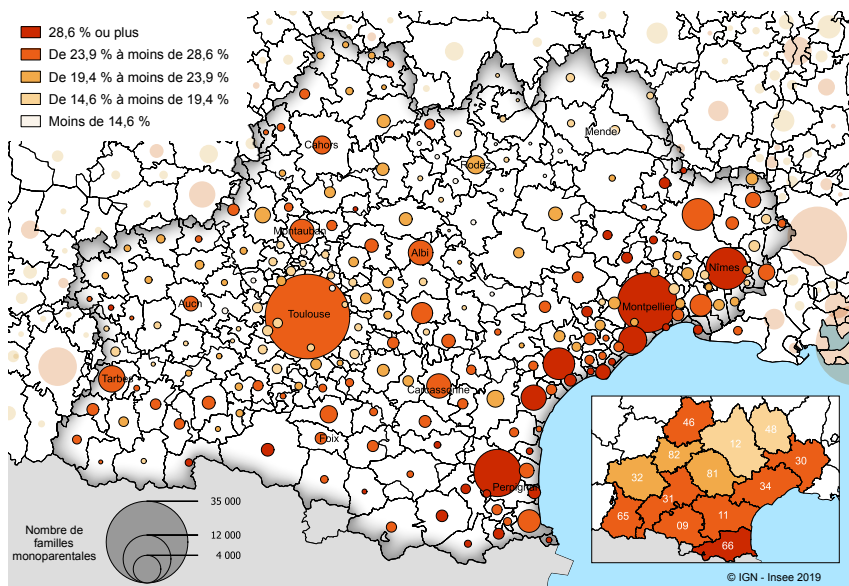 28,6 % ou plus
De 23,9 % à moins de 28,6 %
De 19,4 % à moins de 23,9 %
De 14,6 % à moins de 19,4 %
Moins de 14,6 %
Mende
Cahors
Rodez
Montauban
Albi
Nîmes
Auch
Toulouse
Montpellier
Tarbes
Carcassonne
Foix
Perpignan
46
48
12
82
30
32
81
34
31
65
09
11
66
35 000
12 000
4 000
Nombre de
familles
monoparentales
© IGN - Insee 2019